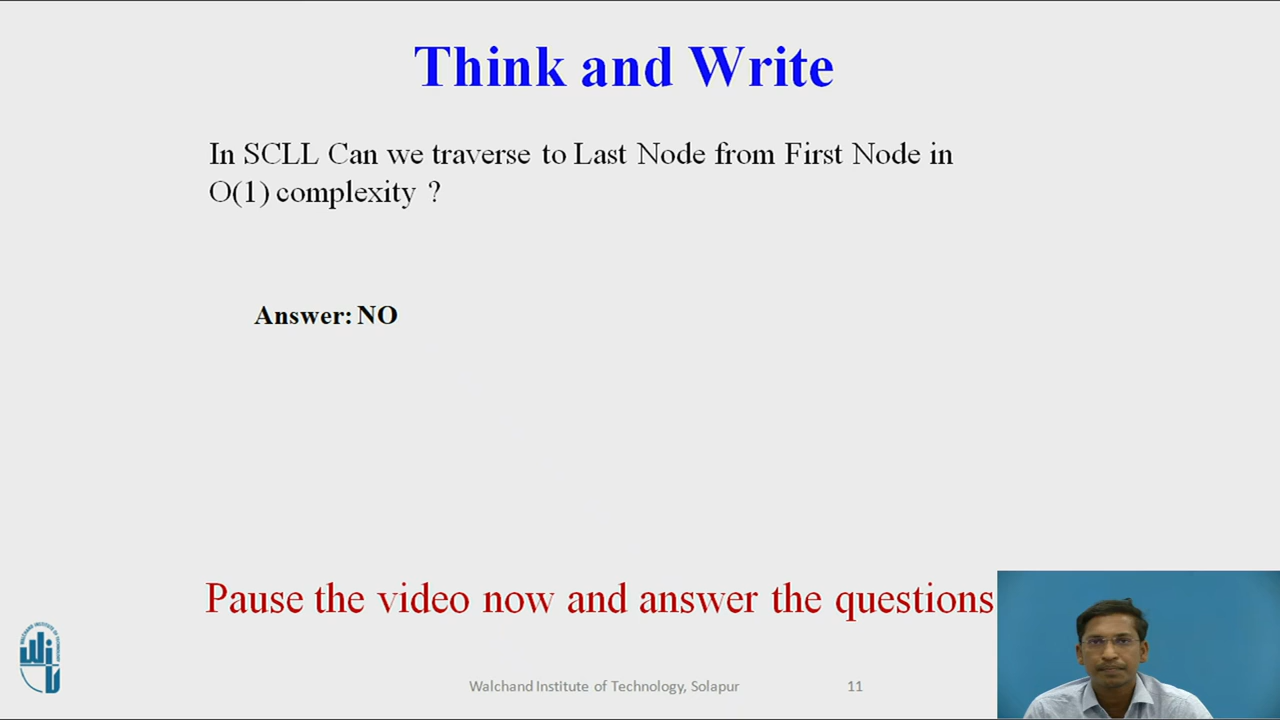 Think and Write
In SCLL Can we traverse to Last Node from First Node in
O(1) complexity ?
Answer: NO
Pause the video now and answer the questions
Walchand Institute of Technology, Solapur
11